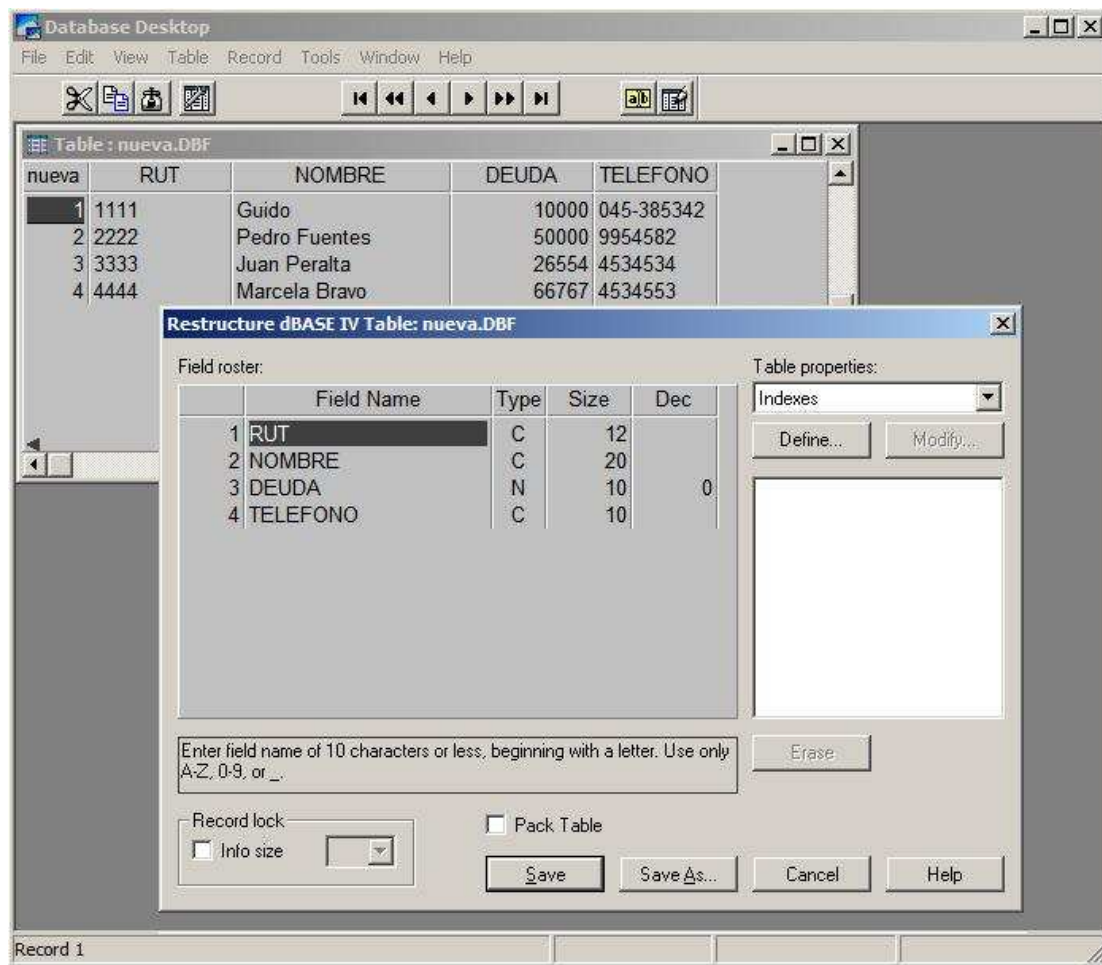 Database Desktop
File Edit View Table Record Tools Window Help
a b
Table : nueva.DBF
nueva RUT NOMBRE DEUDA TELEFONO
1 1111 Guido 10000 045-385342
2 2222 Pedro Fuentes 50000 9954582
3 3333 Juan Peralta 26554 4534534
4 4444 Marcela Bravo 66767 4534553
Restructure dBASE IV Table: nueva.DBF
Field roster:
Field Name Type Size Dec
1 RUT C 12
2 NOMBRE C 20
3 DEUDA N 10 0
4 TELEFONO C 10
Table properties:
Indexes
Define... Modify...
Erase
Enter field name of 10 characters or less, beginning with a letter. Use only
A-Z, 0-9, or _.
Record lock
Info size
Pack Table
Save Save As... Cancel Help
Record 1